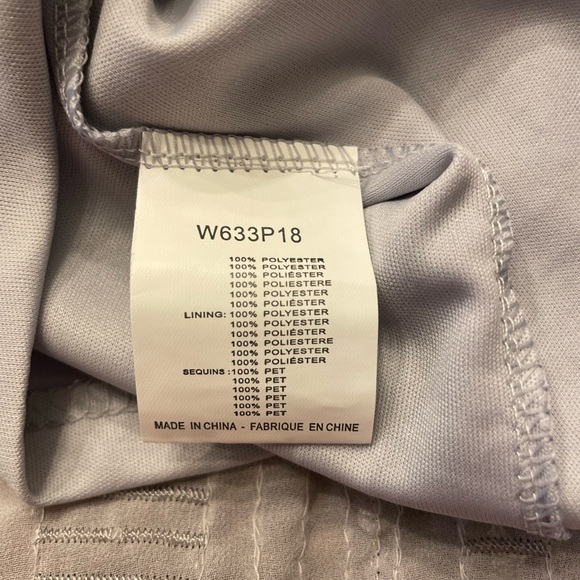 W633P18
100% POLYESTER
100% POLYESTER
100% POLIÉSTER
100% POLIESTERE
100% POLYESTER
100% POLIÉSTER
LINING: 100% POLYESTER
100% POLYESTER
100% POLIÉSTER
100% POLIESTERE
100% POLYESTER
100% POLIÉSTER
SEQUINS :100% PET
100% PET
100% PET
100% PET
100% PET
100% PET
MADE IN CHINA - FABRIQUE EN CHINE